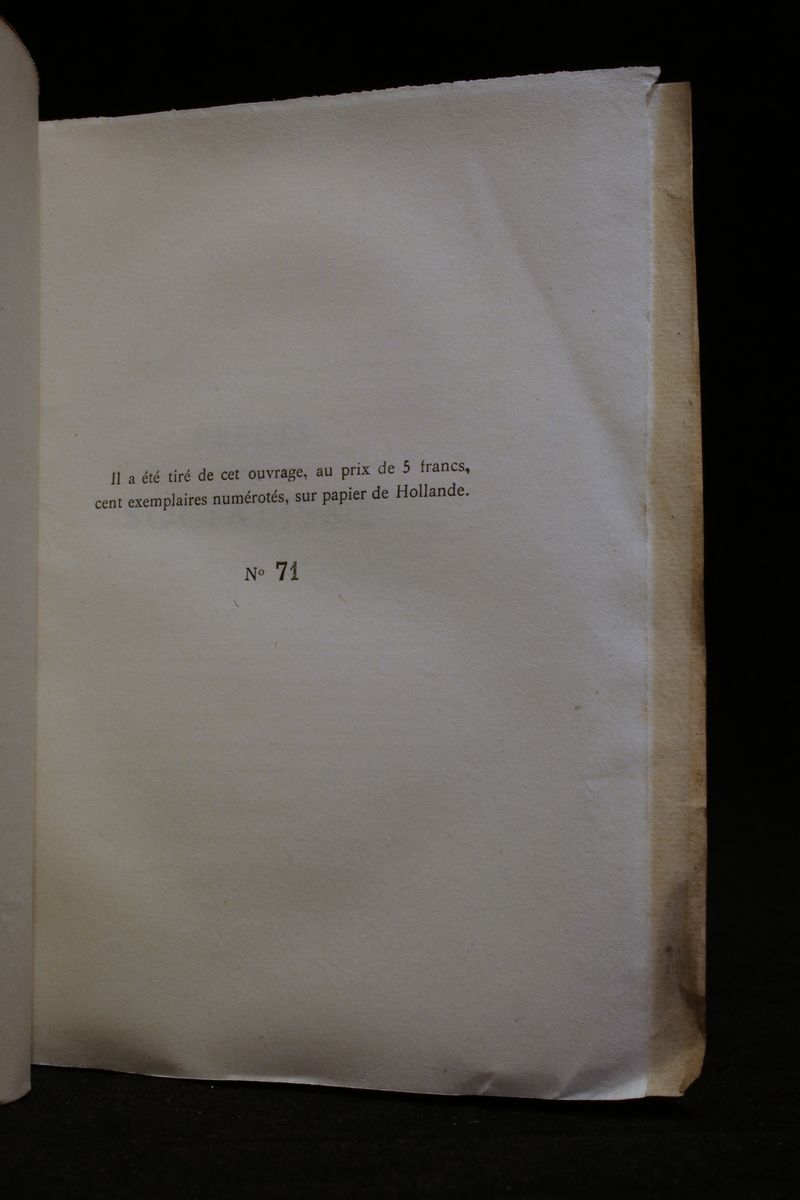 Il a été tiré de cet ouvrage, au prix de 5 francs,
cent exemplaires numérotés, sur papier de Hollande.
Nº 71